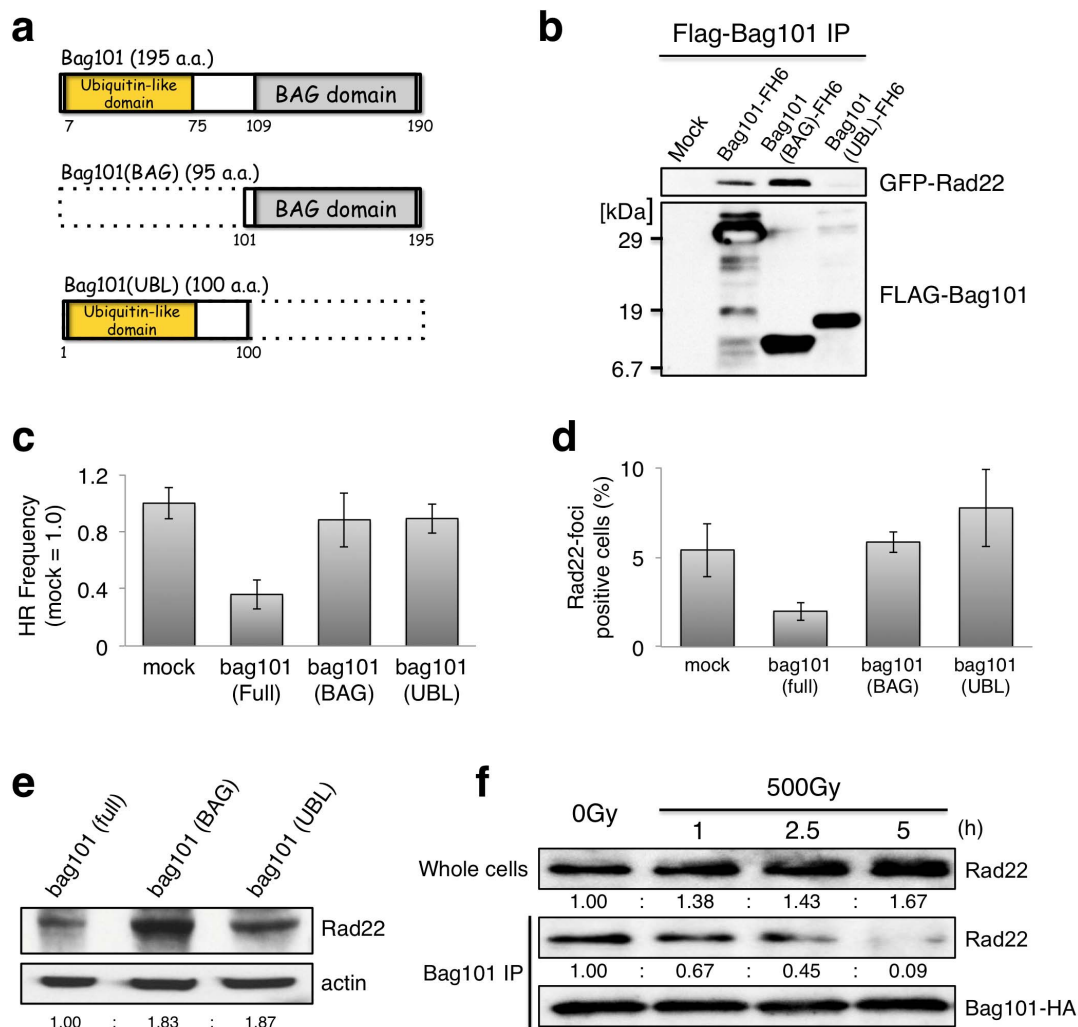 a
Bag101 (195 a.a.)
Ubiquitin-like
domain
BAG domain
7 75 109 190
Bag101(BAG) (95 a.a.)
BAG domain
101 195
Bag101(UBL) (100 a.a.)
Ubiquitin-like
domain
1 100
b
Flag-Bag101 IP
Mock
Bag101-FH6
Bag101
(BAG)-FH6
Bag101
(UBL)-FH6
GFP-Rad22
[kDa]
29
19
6.7
FLAG-Bag101
c
HR Frequency
(mock = 1.0)
1.2
0.8
0.4
0
mock bag101 bag101 bag101
(Full) (BAG) (UBL)
d
Rad22-foci
positive cells (%)
10
5
0
mock bag101 bag101 bag101
(full) (BAG) (UBL)
e
bag101 (full)
bag101 (BAG)
bag101 (UBL)
Rad22
actin
1.00 : 1.83 : 1.87
f
500Gy
0Gy
1 2.5 5 (h)
Whole cells
Rad22
1.00 : 1.38 : 1.43 : 1.67
Bag101 IP
Rad22
1.00 : 0.67 : 0.45 : 0.09
Bag101-HA